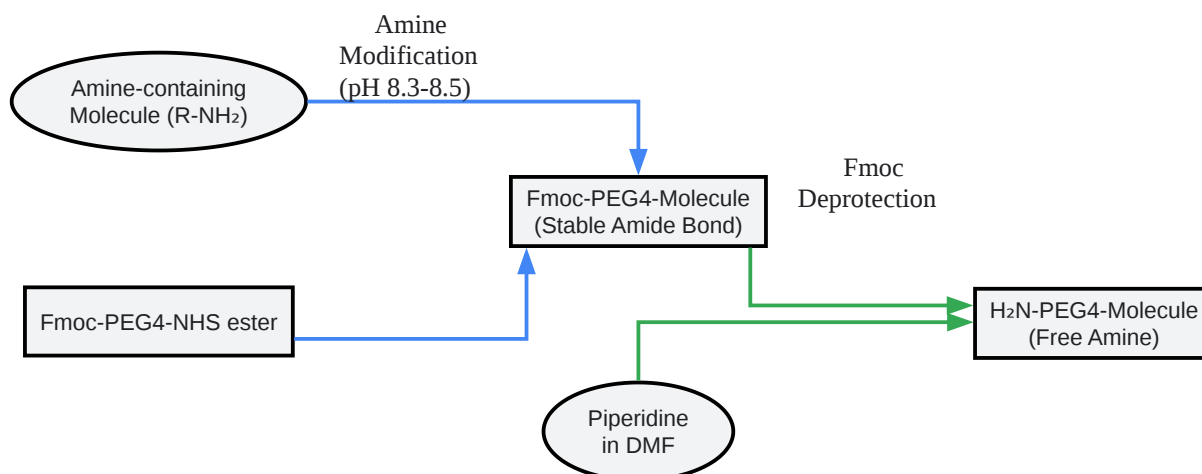 Amine
Modification
(pH 8.3-8.5)
Amine-containing
Molecule (R-NH₂)
Fmoc-PEG4-Molecule
(Stable Amide Bond)
Fmoc
Deprotection
Fmoc-PEG4-NHS ester
H₂N-PEG4-Molecule
(Free Amine)
Piperidine
in DMF